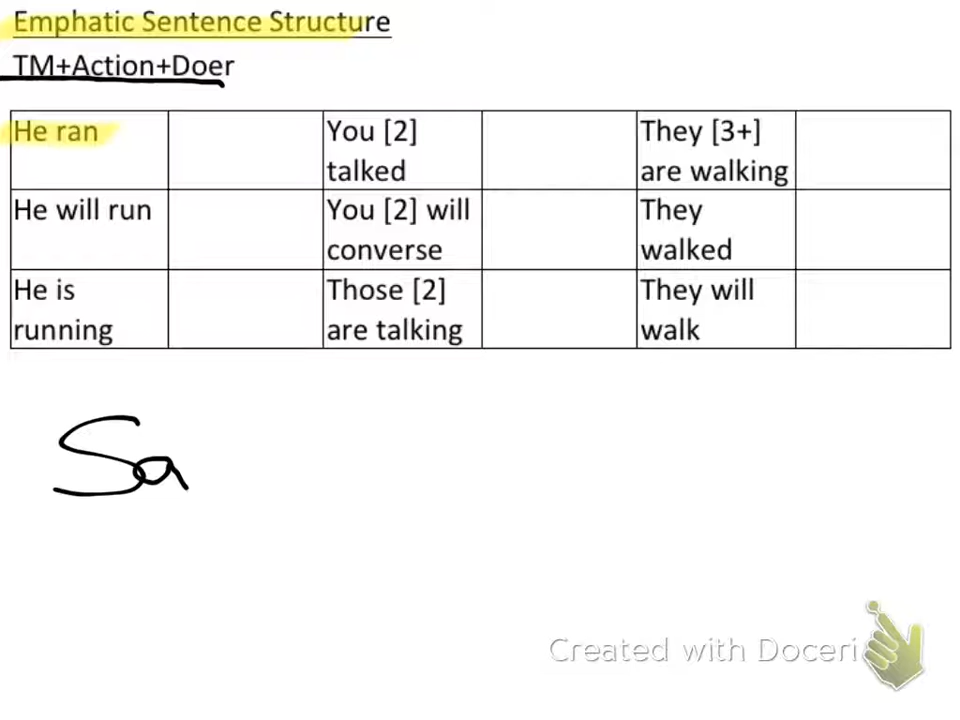 Emphatic Sentence Structure
TM+Action+Doer
He ran
You [2]
talked
They [3+]
are walking
He will run
You [2] will
converse
They
walked
He is
running
Those [2]
are talking
They will
walk
Sa
Created with Doceri